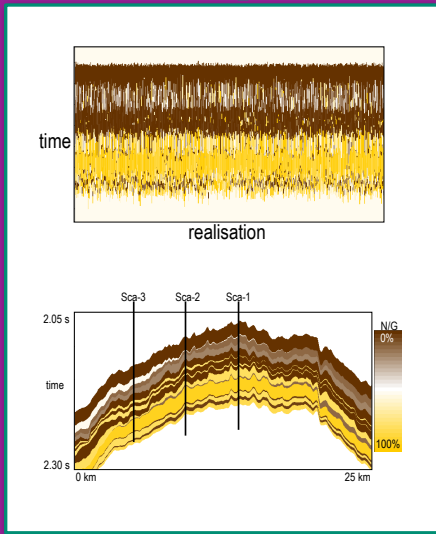 time
realisation
Sca-3 Sca-2 Sca-1
2.05 s
N/G
0%
time
100%
2.30 s
0 km 25 km